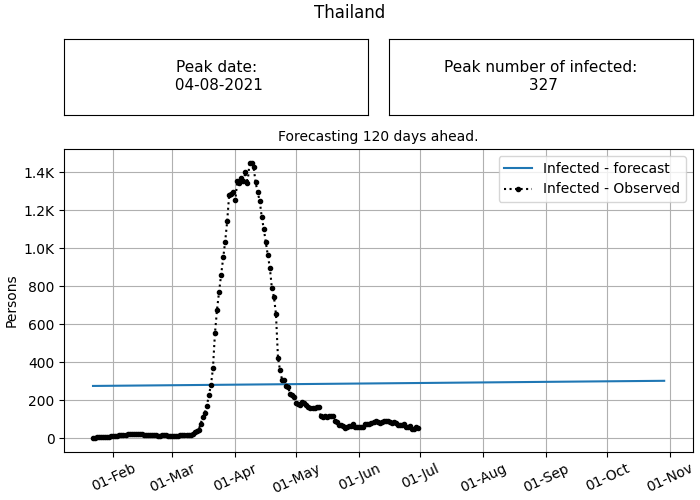 Thailand
Peak date:
04-08-2021
Peak number of infected:
327
Forecasting 120 days ahead.
Infected - forecast
Infected - Observed
Persons
1.4K
1.2K
1.0K
800
600
400
200
0
01-Feb
01-Mar
01-Apr
01-May
01-Jun
01-Jul
01-Aug
01-Sep
01-Oct
01-Nov